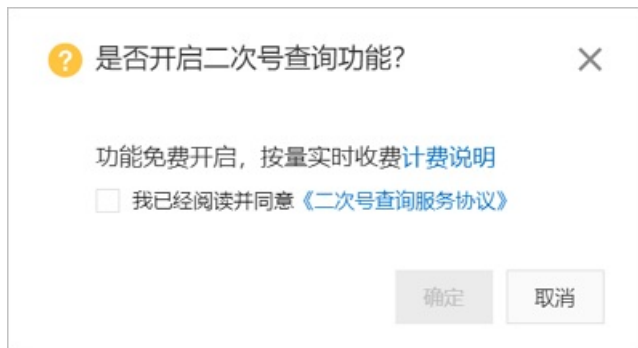 是否开启二次号查询功能?
功能免费开启，按量实时收费计费说明
我已经阅读并同意《二次号查询服务协议》
确定 取消